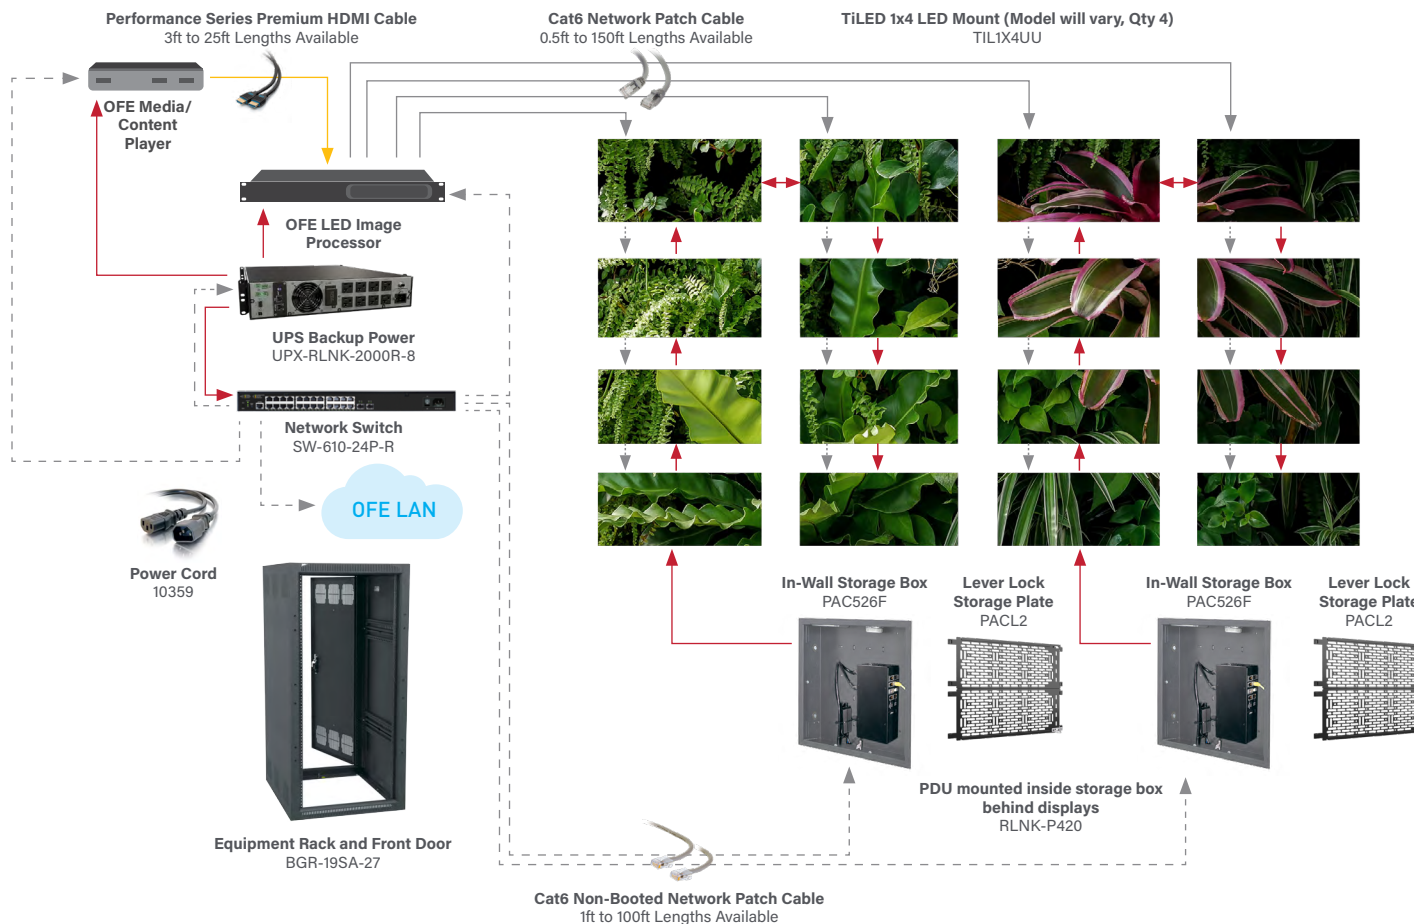 Performance Series Premium HDMI Cable
3ft to 25ft Lengths Available
Cat6 Network Patch Cable
0.5ft to 150ft Lengths Available
TiLED 1x4 LED Mount (Model will vary, Qty 4)
TIL1X4UU
OFE Media/
Content
Player
OFE LED Image
Processor
UPS Backup Power
UPX-RLNK-2000R-8
Network Switch
SW-610-24P-R
OFE LAN
Power Cord
10359
In-Wall Storage Box
PAC526F
Lever Lock
Storage Plate
PACL2
In-Wall Storage Box
PAC526F
Lever Lock
Storage Plate
PACL2
PDU mounted inside storage box
behind displays
RLNK-P420
Equipment Rack and Front Door
BGR-19SA-27
Cat6 Non-Booted Network Patch Cable
1ft to 100ft Lengths Available